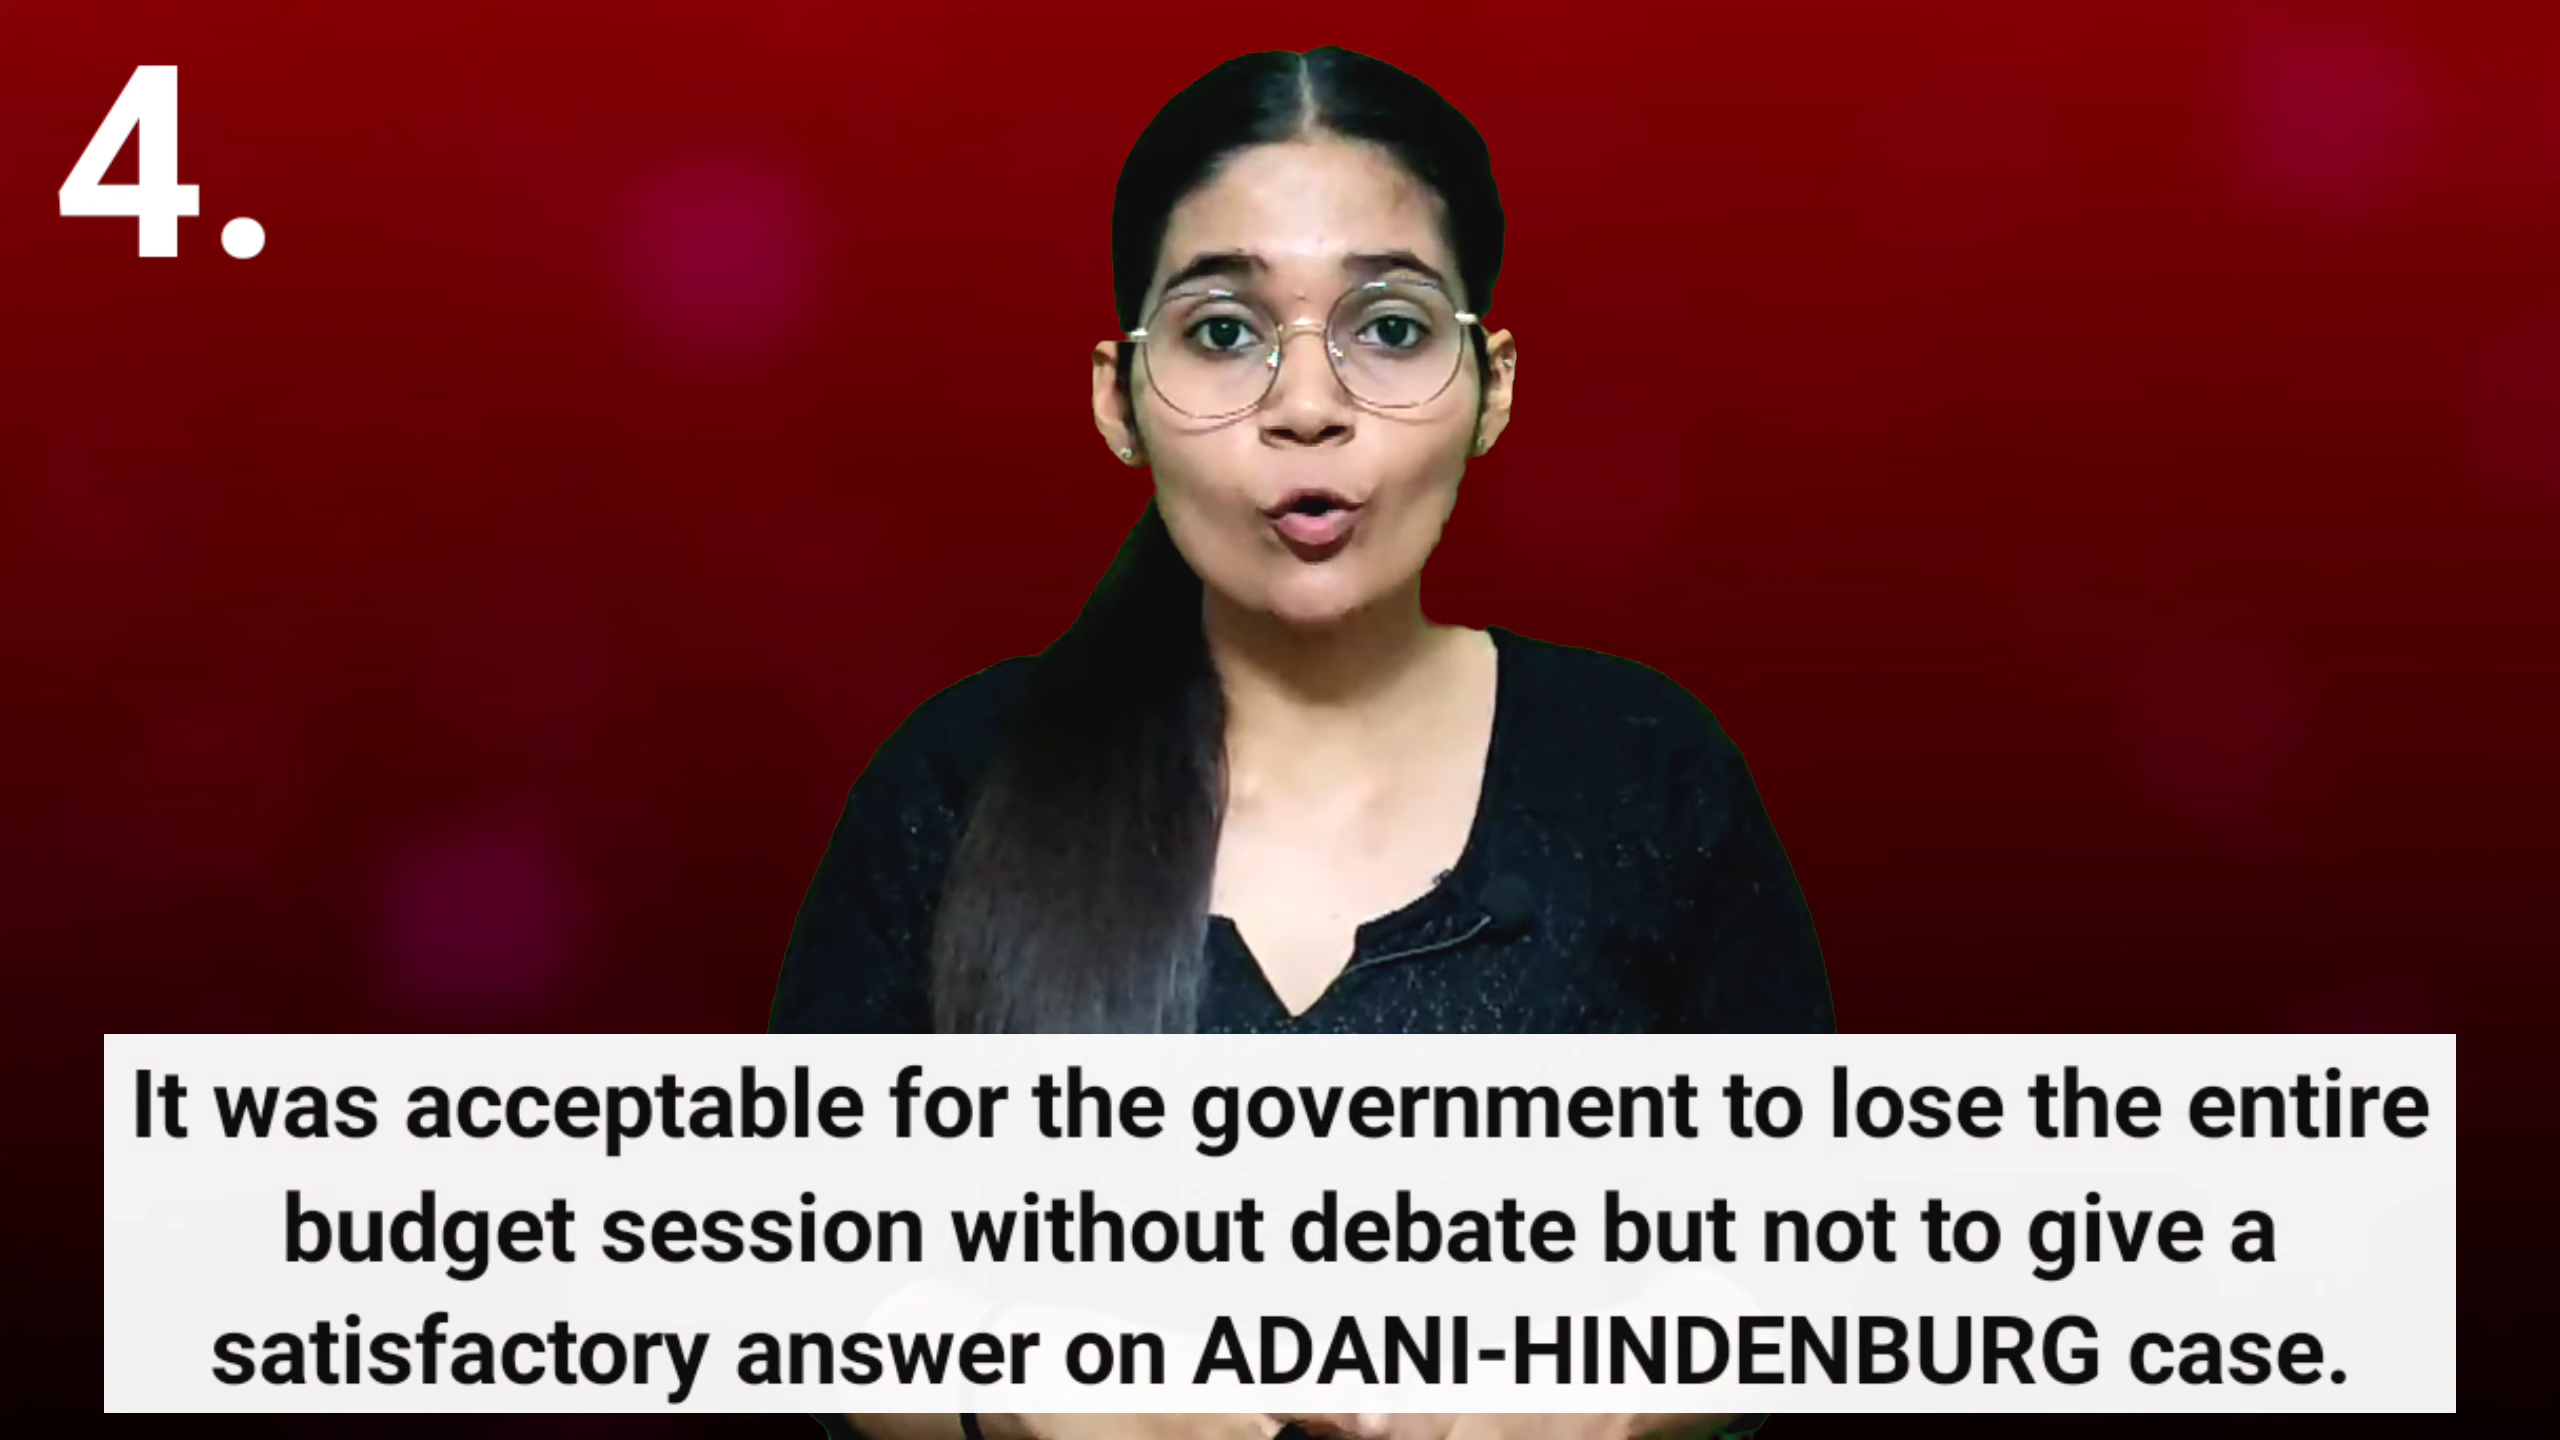 4.
It was acceptable for the government to lose the entire
budget session without debate but not to give a
satisfactory answer on ADANI-HINDENBURG case.